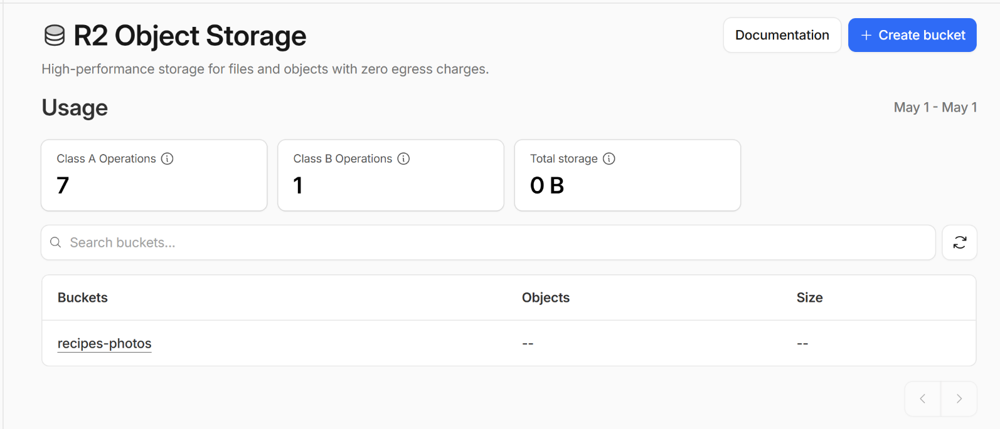 R2 Object Storage
Documentation
+ Create bucket
High-performance storage for files and objects with zero egress charges.
Usage
May 1 - May 1
Class A Operations
7
Class B Operations
1
Total storage
0 B
Search buckets...
Buckets Objects Size
recipes-photos -- --